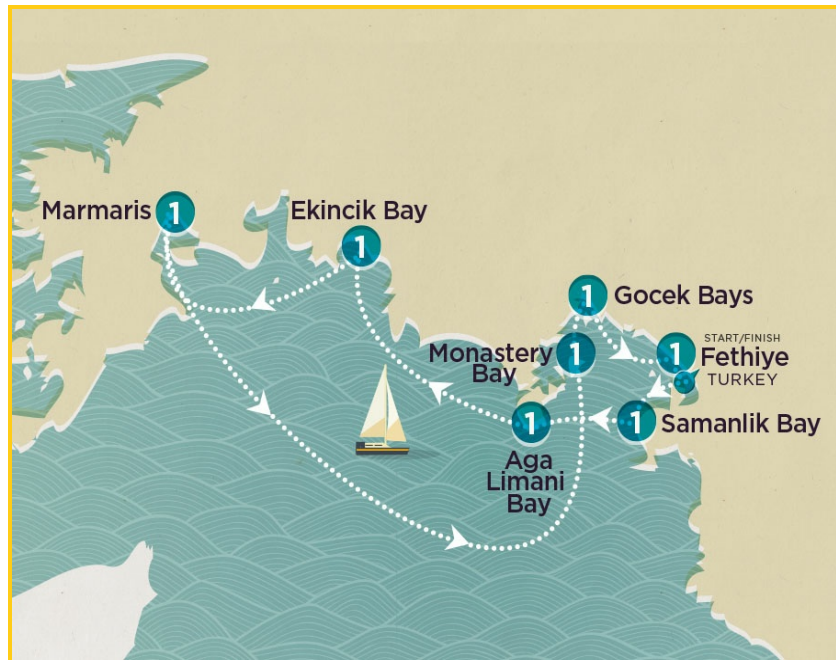 Marmaris 1
Ekincik Bay
1
1
Gocek Bays
START/FINISH
1
Fethiye
TURKEY
Monastery
Bay
1
1
Samanlik Bay
1
Aga
Limani
Bay